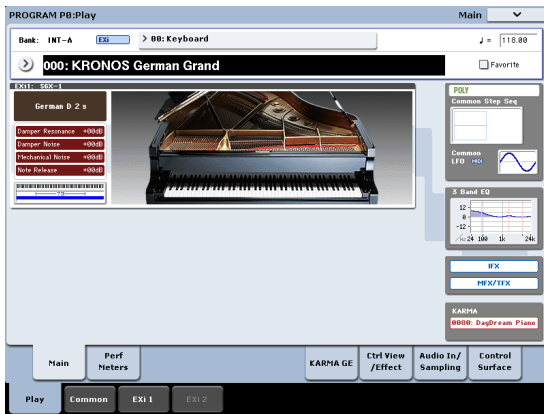 PROGRAM P0:Play
Main
Bank: INT-A EXi
00: Keyboard
♩ = 118.00
000: KRONOS German Grand
Favorite
EXi1: SGX-1
German D 2 s
Damper Resonance +00dB
Damper Noise +00dB
Mechanical Noise +00dB
Note Release +00dB
73
POLY
Common Step Seq
Common
LFO MIDI
3 Band EQ
12
0
-12
Hz 24 100 1k 24k
IFX
MFX/TFX
KARMA
0080: DayDream Piano
Main
Perf
Meters
KARMA GE
Ctrl View
/Effect
Audio In/
Sampling
Control
Surface
Play
Common
EXi 1
EXi 2